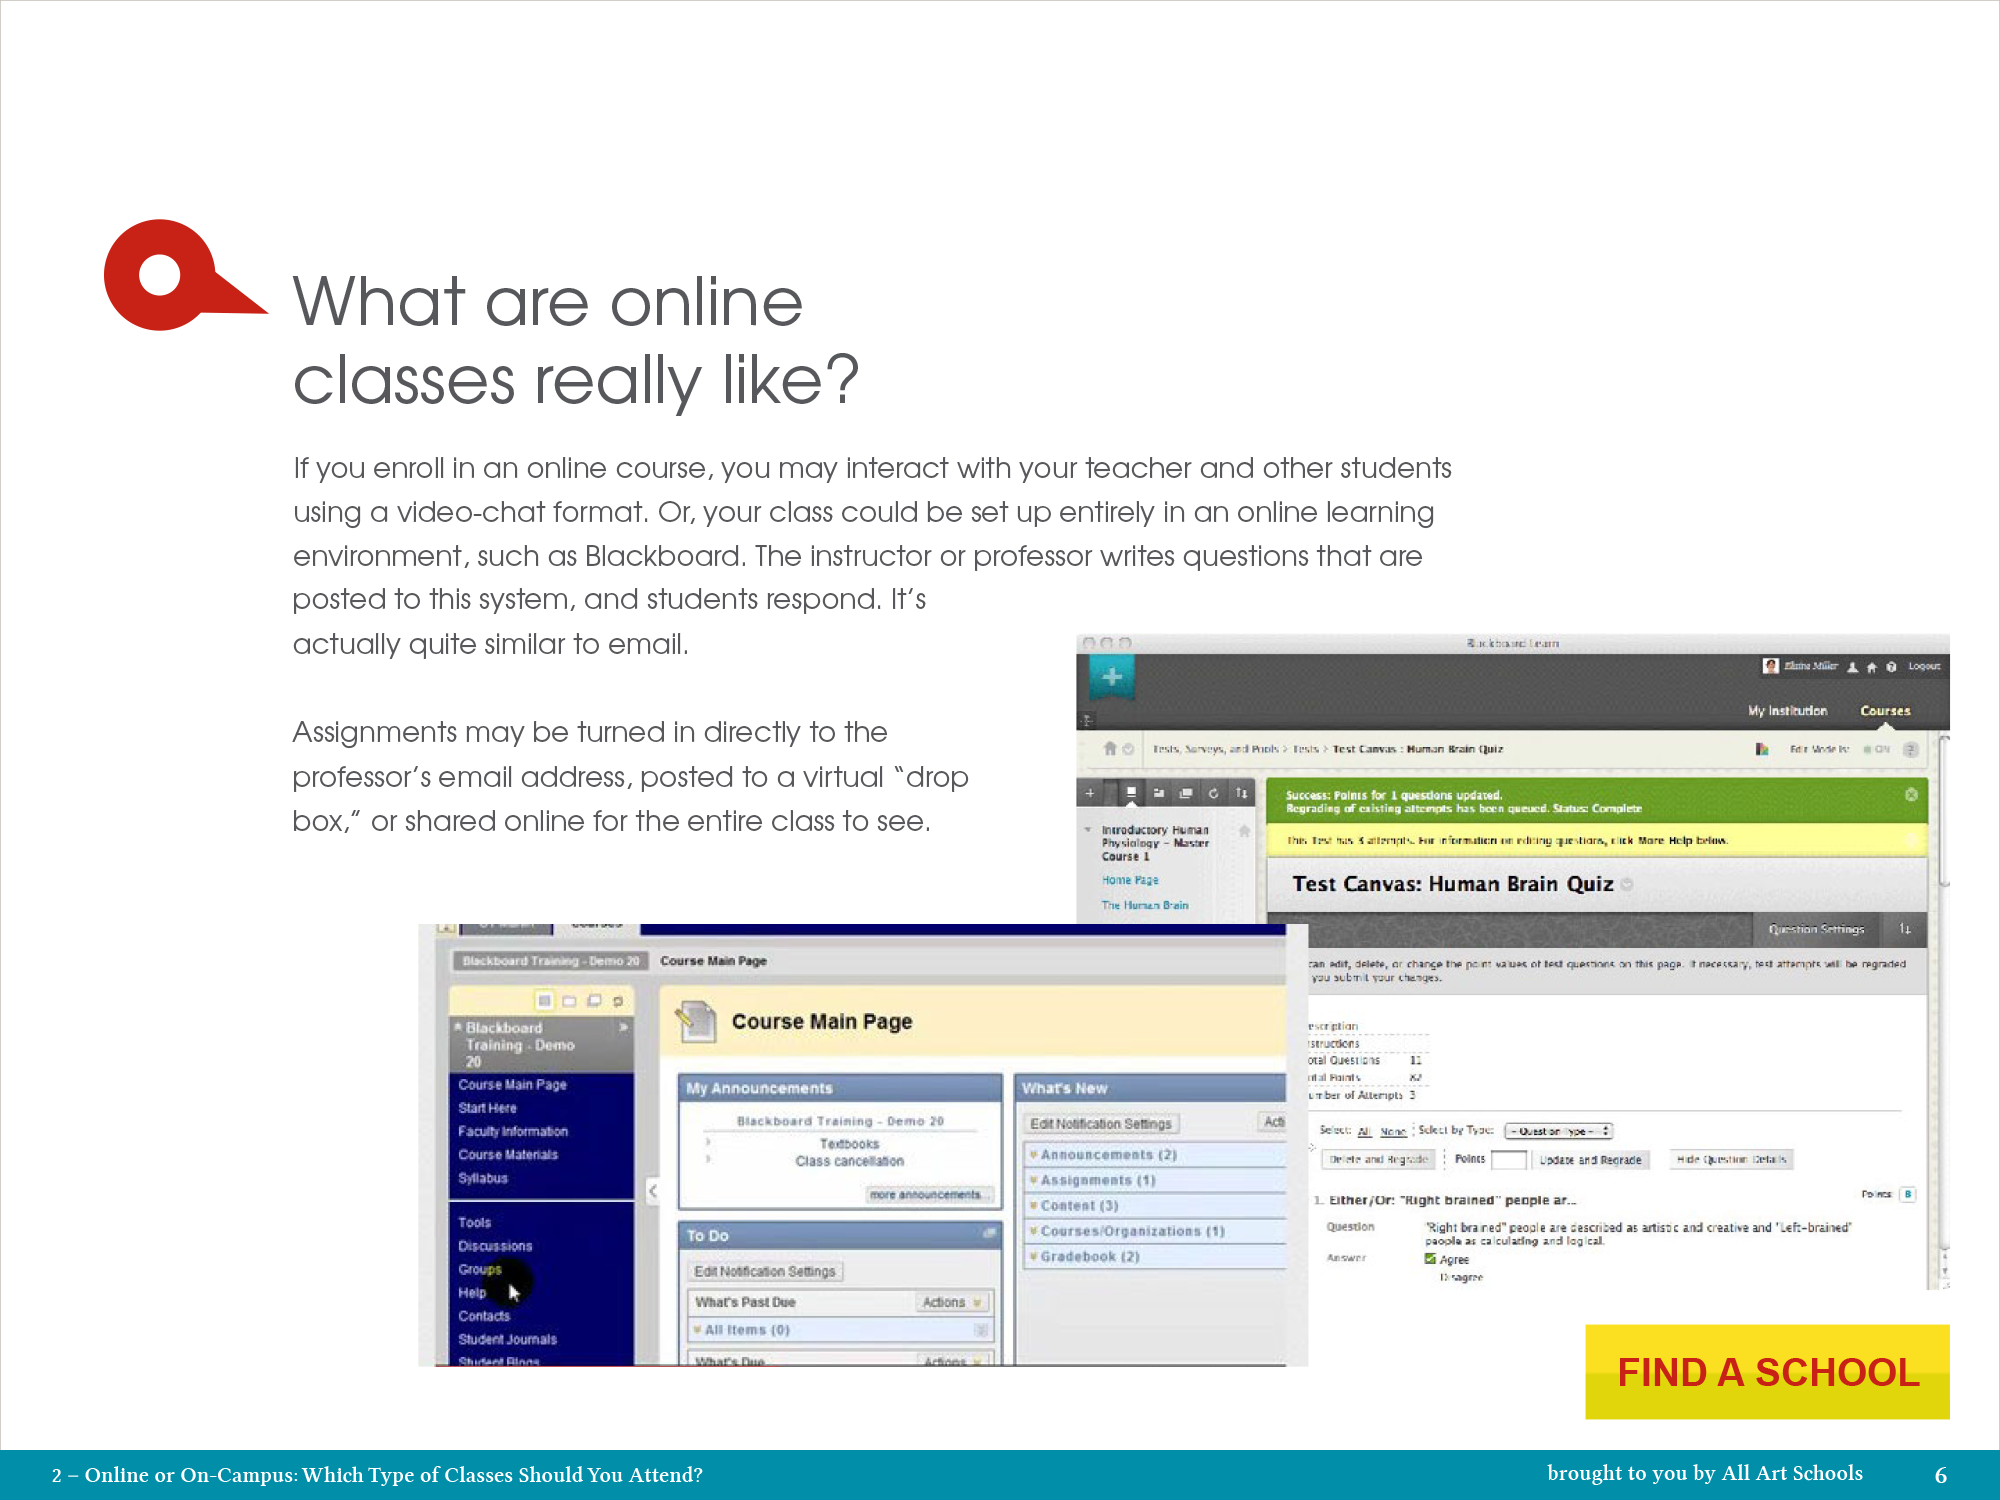 What are online
classes really like?
If you enroll in an online course, you may interact with your teacher and other students
using a video-chat format. Or, your class could be set up entirely in an online learning
environment, such as Blackboard. The instructor or professor writes questions that are
posted to this system, and students respond. It’s
actually quite similar to email.
Assignments may be turned in directly to the
professor’s email address, posted to a virtual “drop
box,” or shared online for the entire class to see.
Blackboard Learn
Elaine Miller Logout
My Institution Courses
Tests, Surveys, and Pools > Tests > Test Canvas : Human Brain Quiz Edit Mode is: ON ?
Success: Points for 1 questions updated.
Regrading of existing attempts has been queued. Status: Complete
This Test has 3 attempts. For information on editing questions, click More Help below.
Introductory Human
Physiology - Master
Course 1
Home Page
The Human Brain
Test Canvas: Human Brain Quiz
Question Settings
can edit, delete, or change the point values of test questions on this page. If necessary, test attempts will be regraded
you submit your changes.
escription
structions
otal Questions 11
tal Points
umber of Attempts 3
Select: All None Select by Type: - Question Type -
Delete and Regrade Points Update and Regrade Hide Question Details
1. Either/Or: "Right brained" people ar... Points: 8
Question "Right brained" people are described as artistic and creative and "Left-brained"
people as calculating and logical.
Answer Agree
Disagree
Courses
Blackboard Training - Demo 20 Course Main Page
Blackboard
Training - Demo
20
Course Main Page
Start Here
Faculty Information
Course Materials
Syllabus
Tools
Discussions
Groups
Help
Contacts
Student Journals
Student Blogs
Course Main Page
My Announcements
Blackboard Training - Demo 20
Textbooks
Class cancellation
more announcements...
To Do
Edit Notification Settings
What's Past Due Actions
All Items (0)
What's Due Actions
What's New
Edit Notification Settings Acti
Announcements (2)
Assignments (1)
Content (3)
Courses/Organizations (1)
Gradebook (2)
FIND A SCHOOL
2 – Online or On-Campus: Which Type of Classes Should You Attend?
brought to you by All Art Schools 6